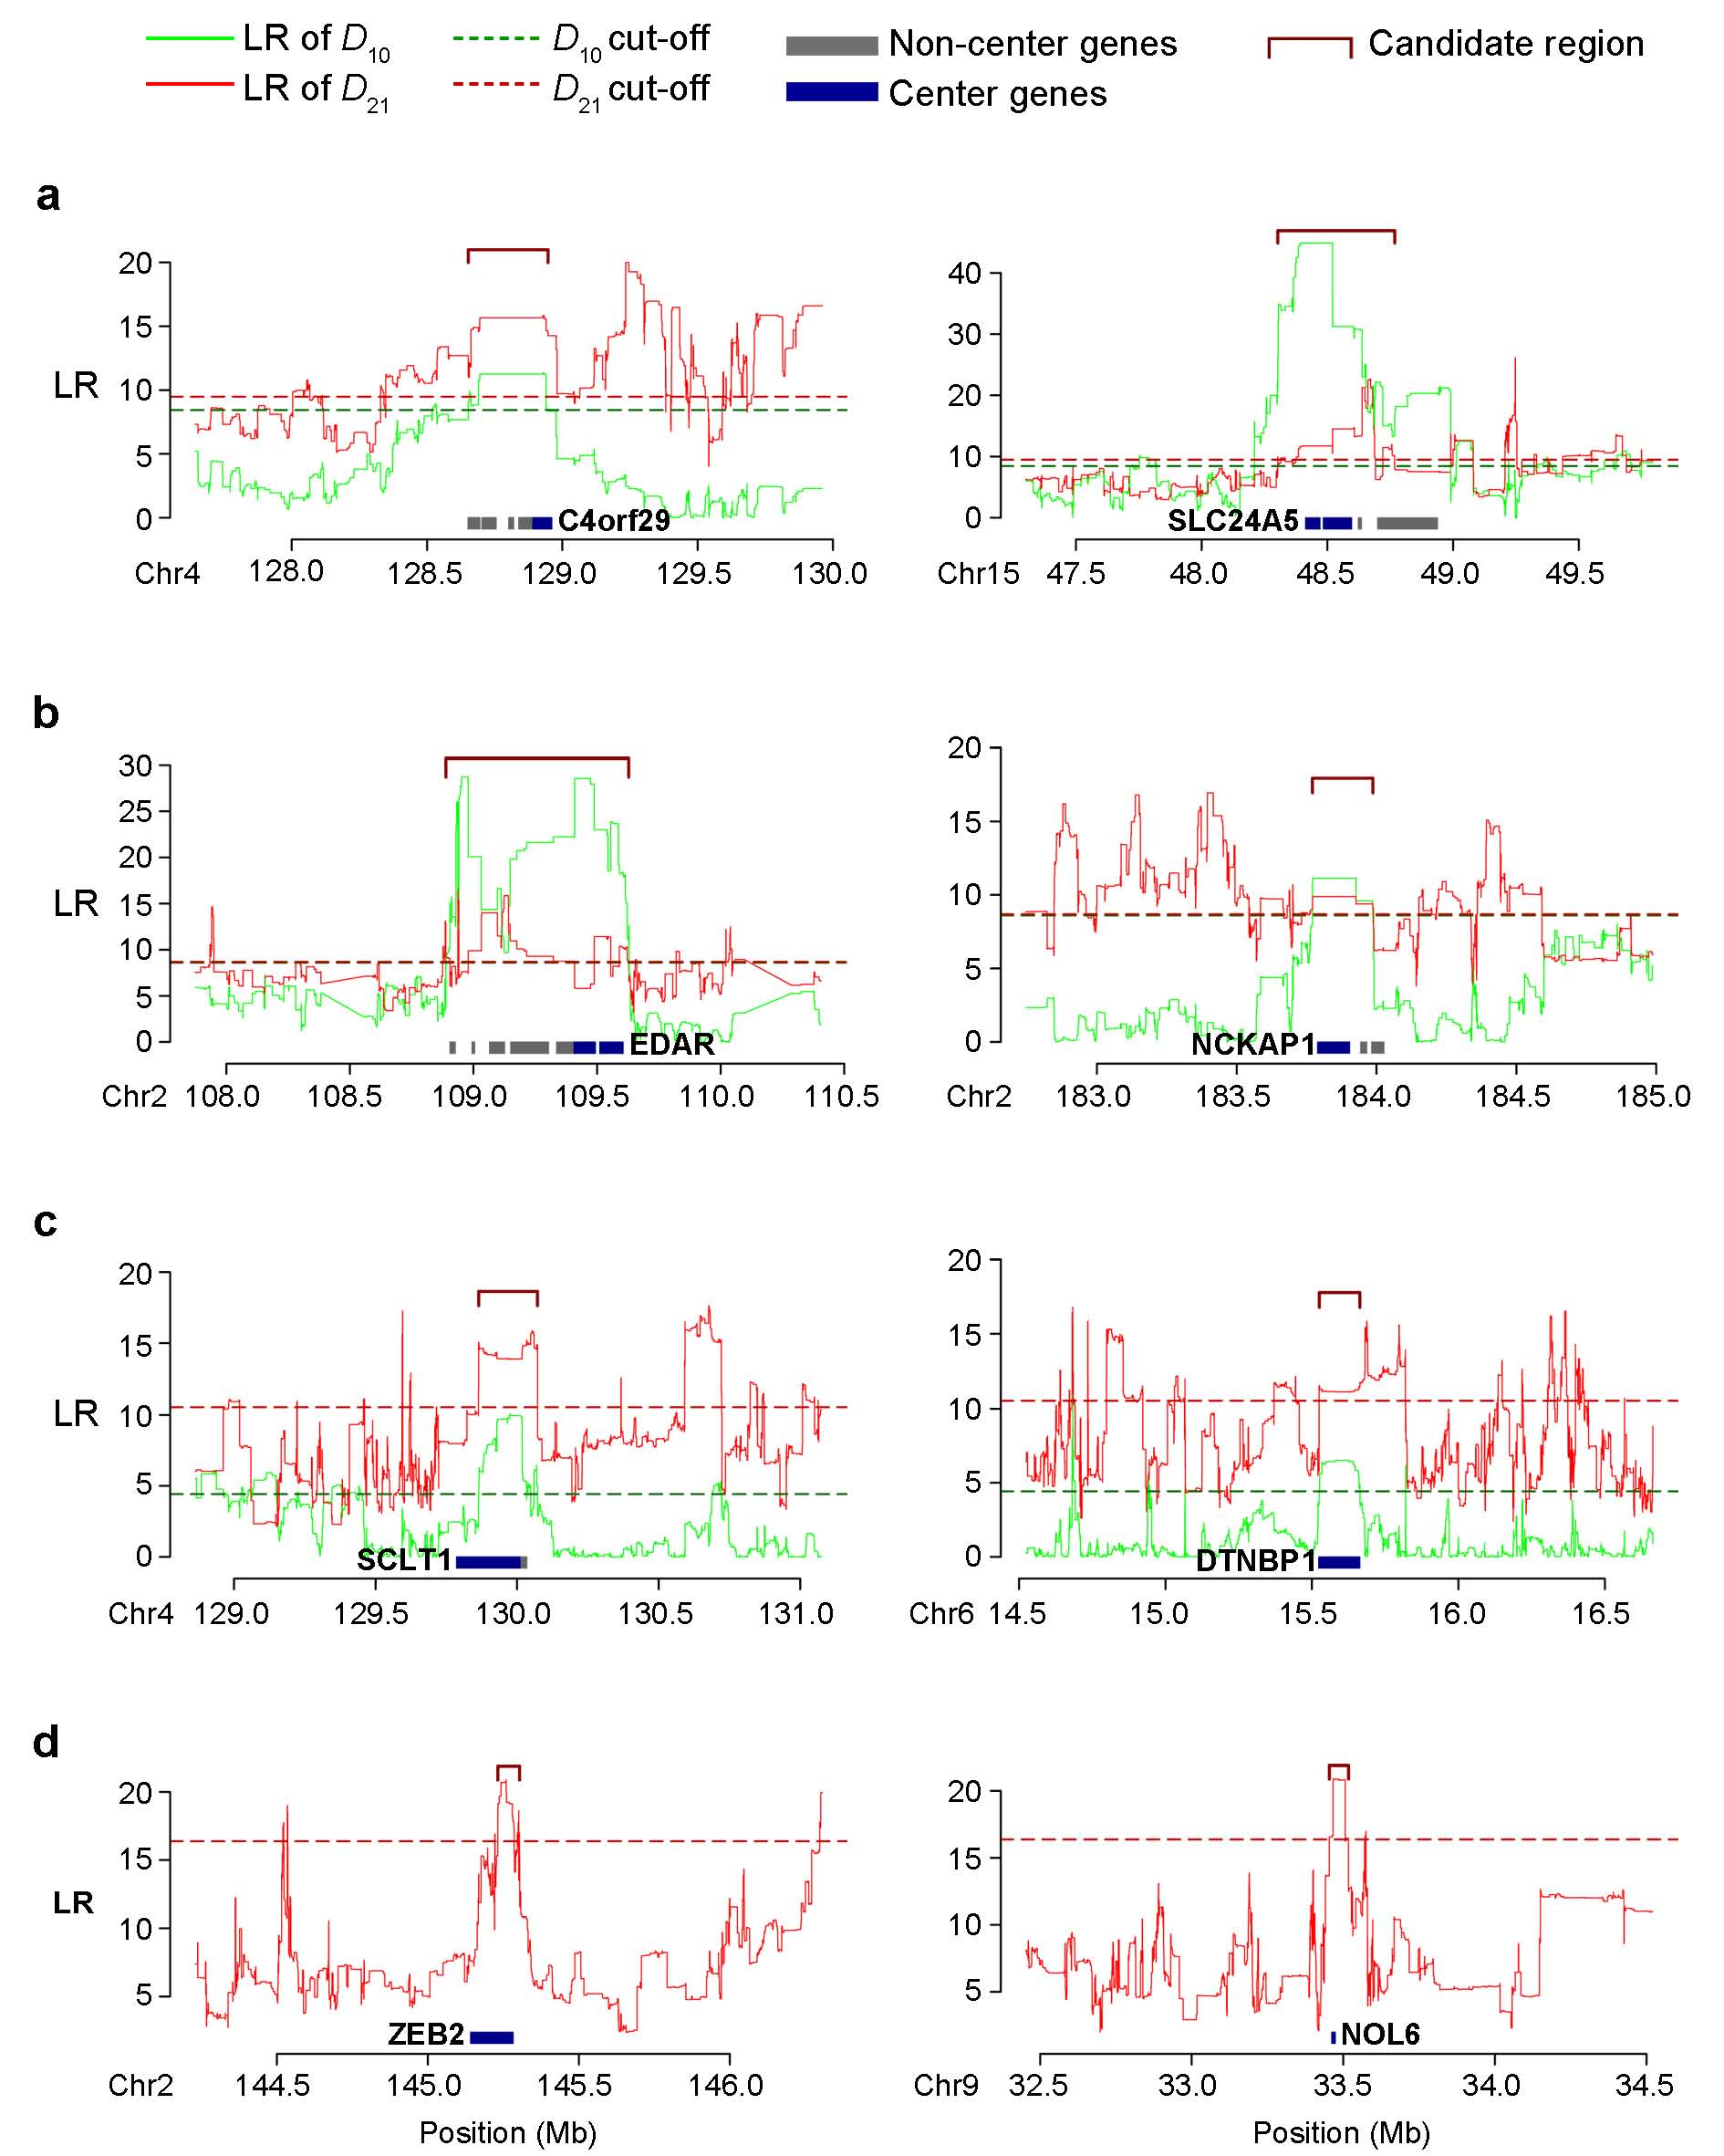 LR of D10 D10 cut-off Non-center genes Candidate region
LR of D21 D21 cut-off Center genes
a
20
15
10
5
0
LR
C4orf29
Chr4 128.0 128.5 129.0 129.5 130.0
40
30
20
10
0
SLC24A5
Chr15 47.5 48.0 48.5 49.0 49.5
b
30
25
20
15
10
5
0
LR
EDAR
Chr2 108.0 108.5 109.0 109.5 110.0 110.5
20
15
10
5
0
NCKAP1
Chr2 183.0 183.5 184.0 184.5 185.0
c
20
15
10
5
0
LR
SCLT1
Chr4 129.0 129.5 130.0 130.5 131.0
20
15
10
5
0
DTNBP1
Chr6 14.5 15.0 15.5 16.0 16.5
d
20
15
10
5
LR
ZEB2
Chr2 144.5 145.0 145.5 146.0
Position (Mb)
20
15
10
5
NOL6
Chr9 32.5 33.0 33.5 34.0 34.5
Position (Mb)